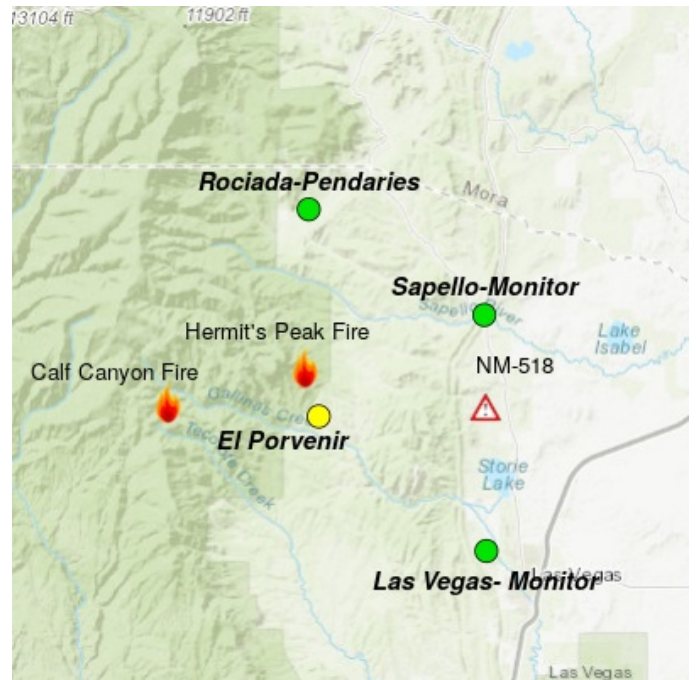 13104 ft
11902 ft
Rociada-Pendaries
Mora
Sapello-Monitor
Sapello River
Lake
Isabel
Hermit's Peak Fire
NM-518
Calf Canyon Fire
Gallinas Creek
El Porvenir
Tecolote Creek
Storie
Lake
Las Vegas- Monitor
Las Vegas
Las Vegas